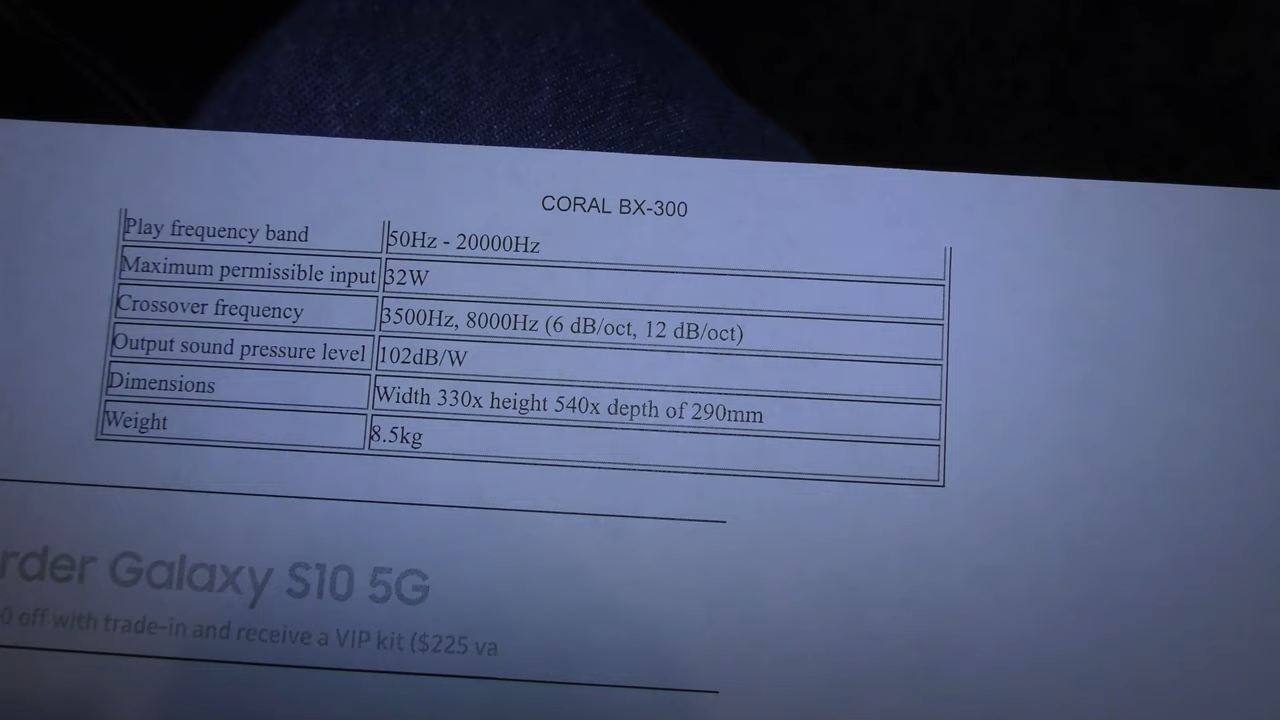 CORAL BX-300
Play frequency band 50Hz - 20000Hz
Maximum permissible input 32W
Crossover frequency 3500Hz, 8000Hz (6 dB/oct, 12 dB/oct)
Output sound pressure level 102dB/W
Dimensions Width 330x height 540x depth of 290mm
Weight 8.5kg
rder Galaxy S10 5G
0 off with trade-in and receive a VIP kit ($225 va